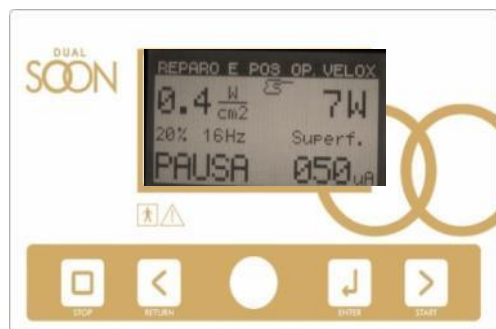 DUAL
SOON
REPARO E POS OP. VELOX
0.4 W/cm2 7W
20% 16Hz Superf.
PAUSA 050uA
STOP RETURN ENTER START